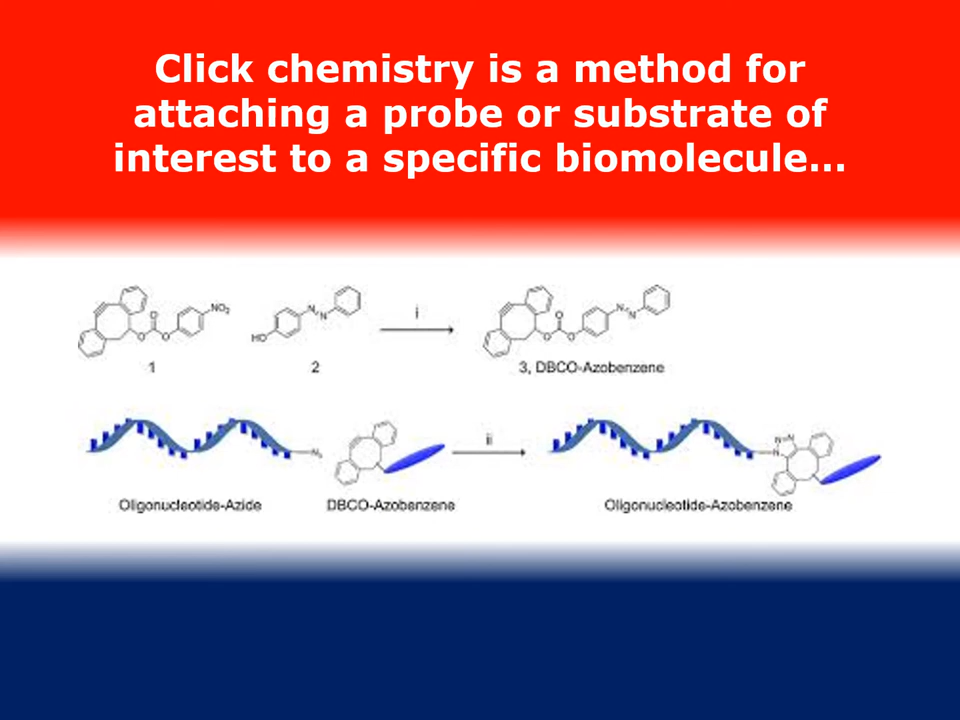 Click chemistry is a method for
attaching a probe or substrate of
interest to a specific biomolecule...
NO₂
O
O O
1
HO
N
N
2
i
O
O O
N
N
3, DBCO-Azobenzene
N₃
Oligonucleotide-Azide
DBCO-Azobenzene
ii
N N
N
Oligonucleotide-Azobenzene